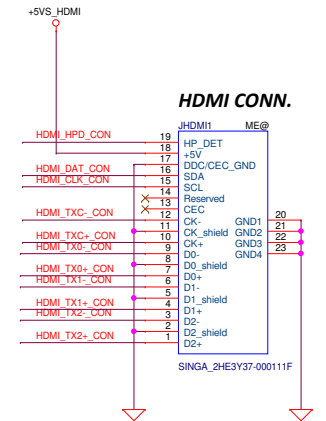 +5VS_HDMI
HDMI CONN.
JHDMI1 ME@
HDMI_HPD_CON 19 HP_DET
18 +5V
17 DDC/CEC_GND
HDMI_DAT_CON 16 SDA
HDMI_CLK_CON 15 SCL
14 Reserved
13 CEC
HDMI_TXC-_CON 12 CK- GND1 20
11 CK_shield GND2 21
HDMI_TXC+_CON 10 CK+ GND3 22
HDMI_TX0-_CON 9 D0- GND4 23
8 D0_shield
HDMI_TX0+_CON 7 D0+
HDMI_TX1-_CON 6 D1-
5 D1_shield
HDMI_TX1+_CON 4 D1+
HDMI_TX2-_CON 3 D2-
2 D2_shield
HDMI_TX2+_CON 1 D2+
SINGA_2HE3Y37-000111F